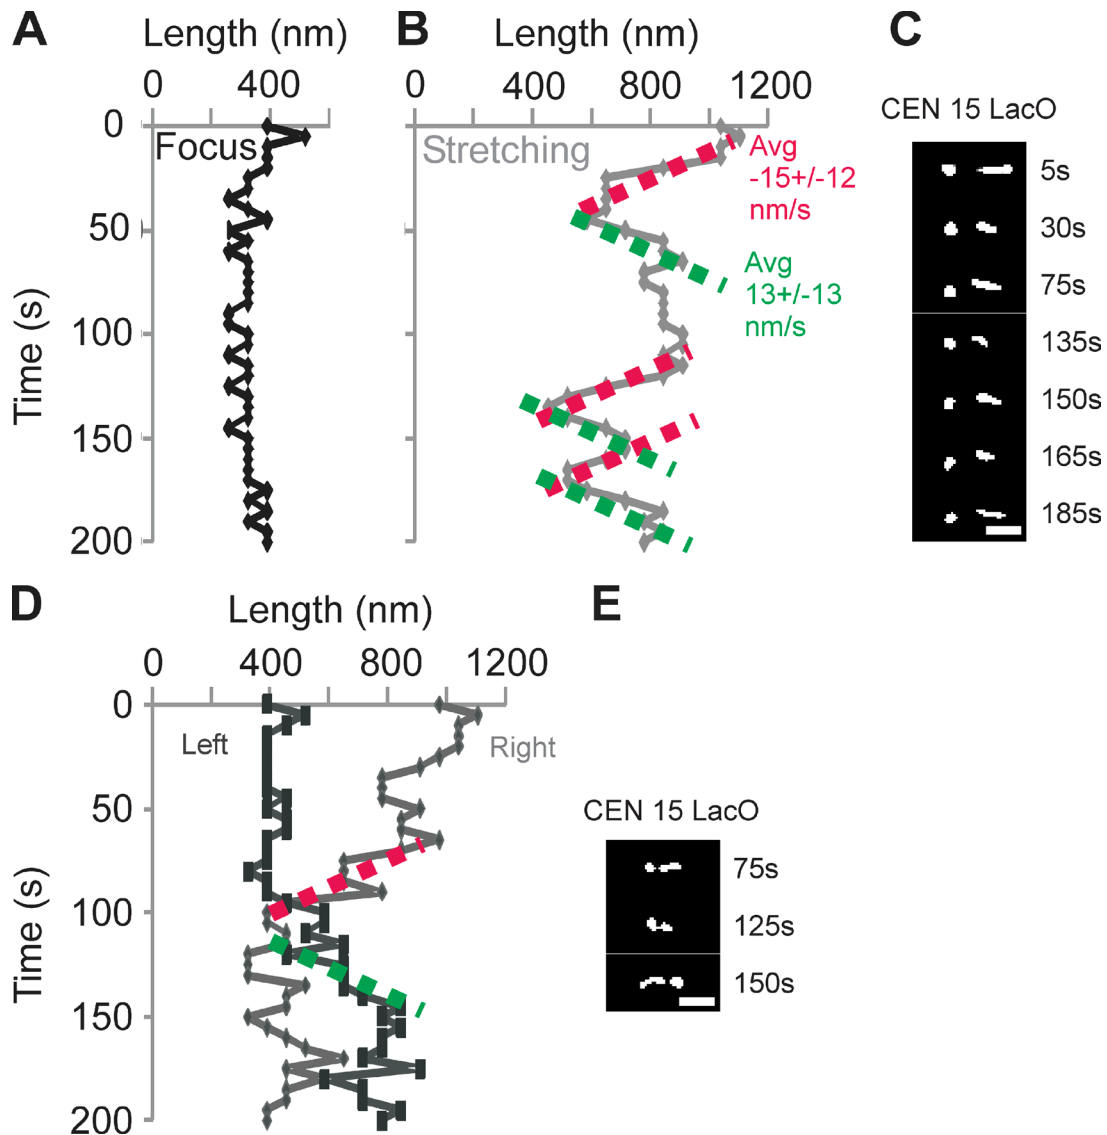 A
Length (nm)
0 400
0
50
100
150
200
Time (s)
Focus
B
Length (nm)
0 400 800 1200
Stretching
Avg
-15+/-12
nm/s
Avg
13+/-13
nm/s
C
CEN 15 LacO
5s
30s
75s
135s
150s
165s
185s
D
Length (nm)
0 400 800 1200
0
50
100
150
200
Time (s)
Left
Right
E
CEN 15 LacO
75s
125s
150s